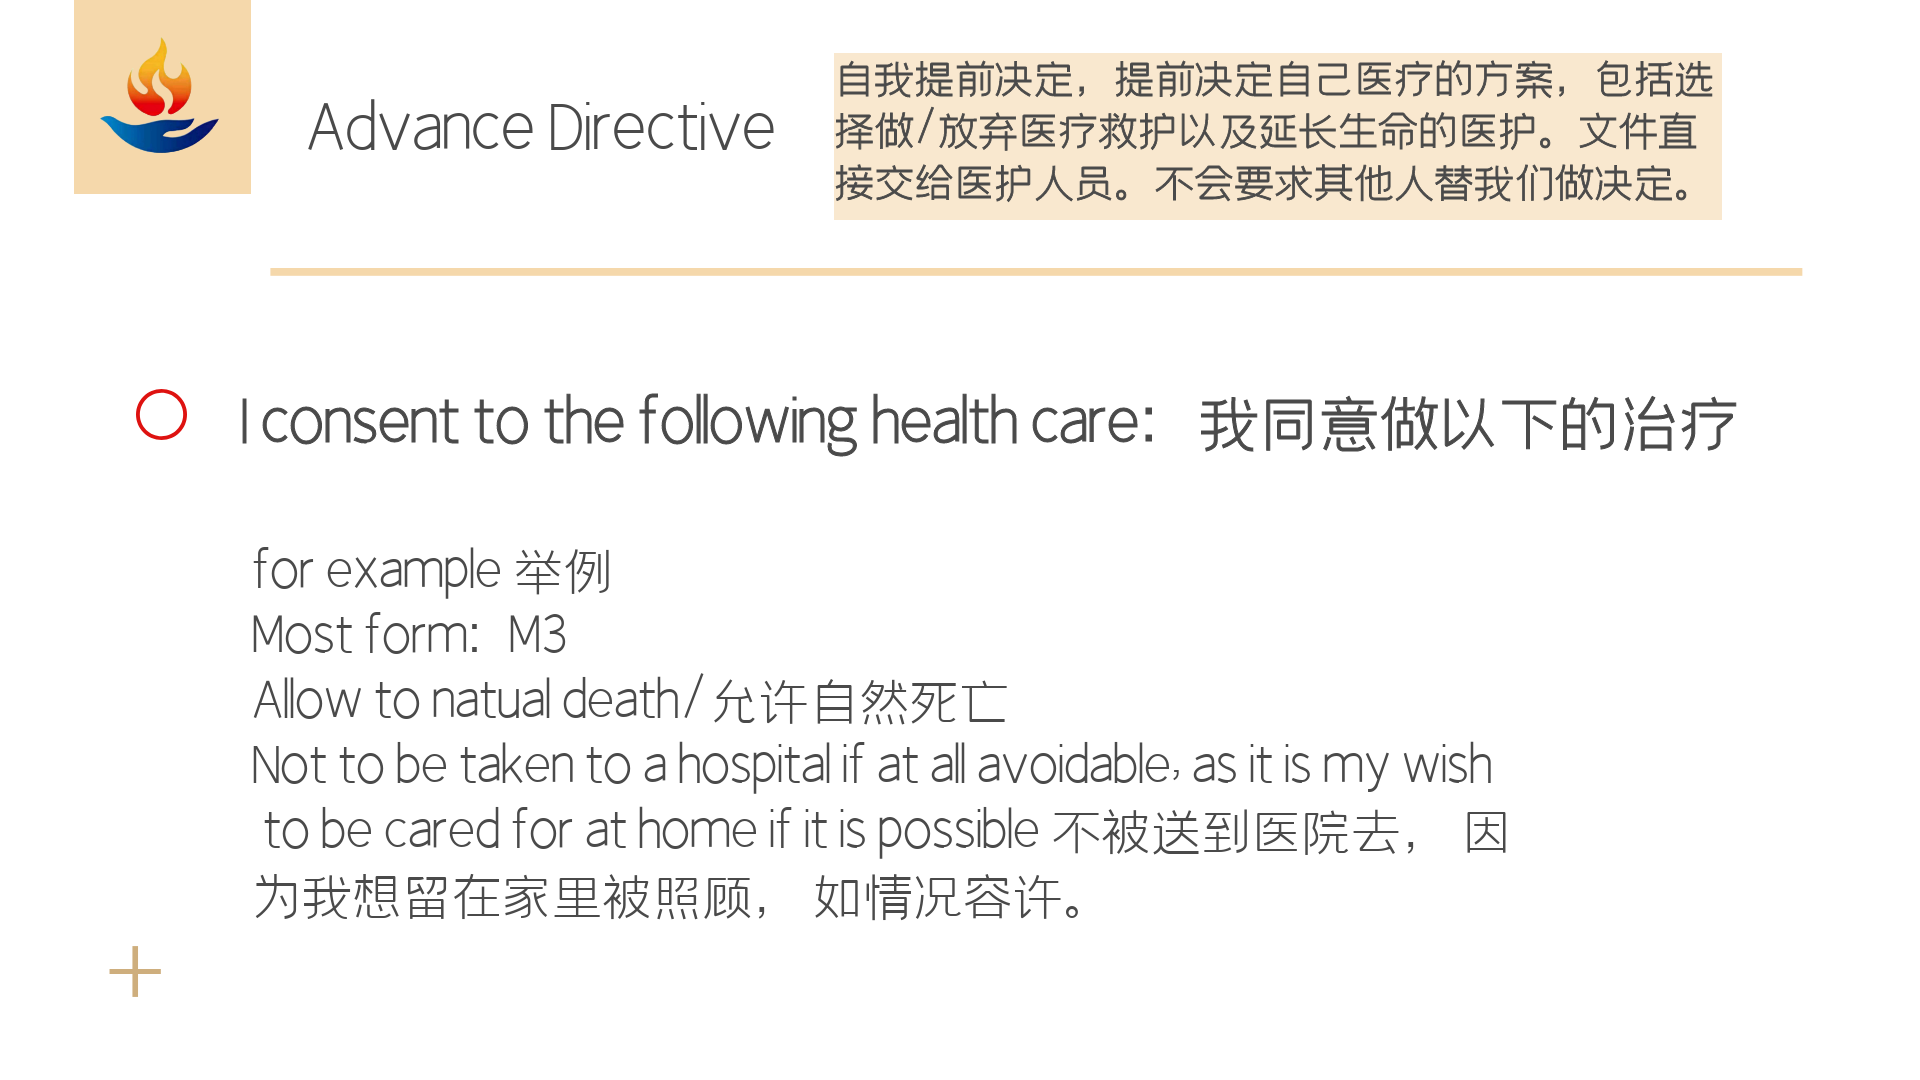 Advance Directive
自我提前决定，提前决定自己医疗的方案，包括选
择做/放弃医疗救护以及延长生命的医护。文件直
接交给医护人员。不会要求其他人替我们做决定。
I consent to the following health care: 我同意做以下的治疗
for example 举例
Most form: M3
Allow to natual death/允许自然死亡
Not to be taken to a hospital if at all avoidable, as it is my wish
to be cared for at home if it is possible 不被送到医院去， 因
为我想留在家里被照顾， 如情况容许。